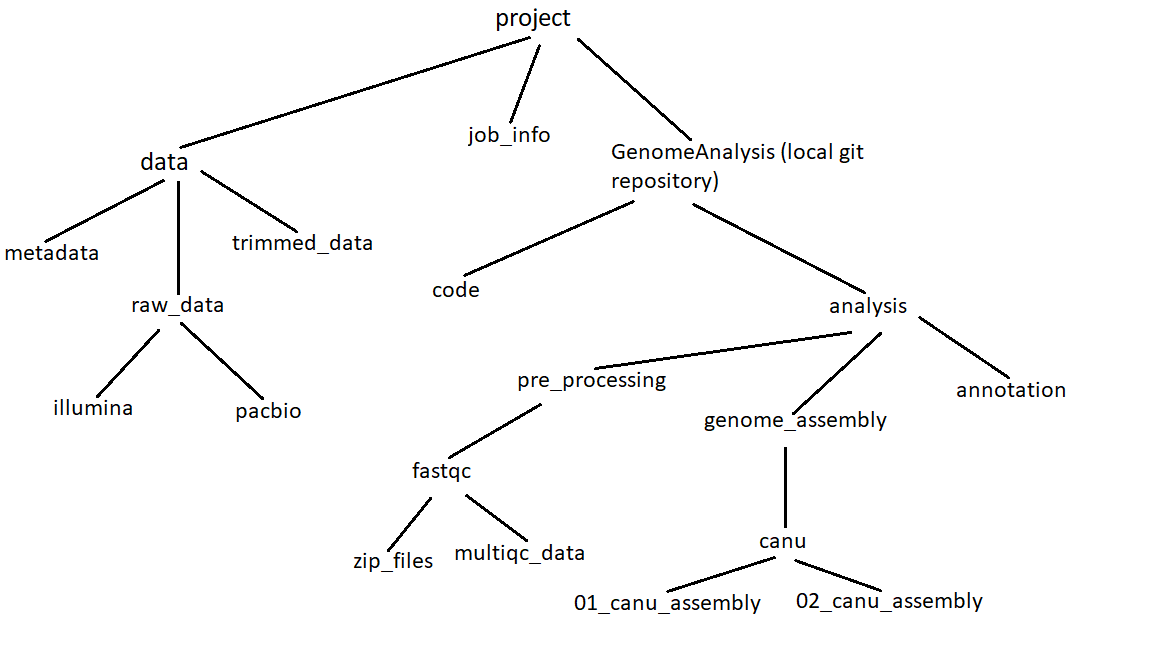 project
job_info
data
GenomeAnalysis (local git
repository)
metadata
trimmed_data
code
raw_data
analysis
pre_processing
annotation
illumina
pacbio
genome_assembly
fastqc
canu
zip_files
multiqc_data
01_canu_assembly
02_canu_assembly